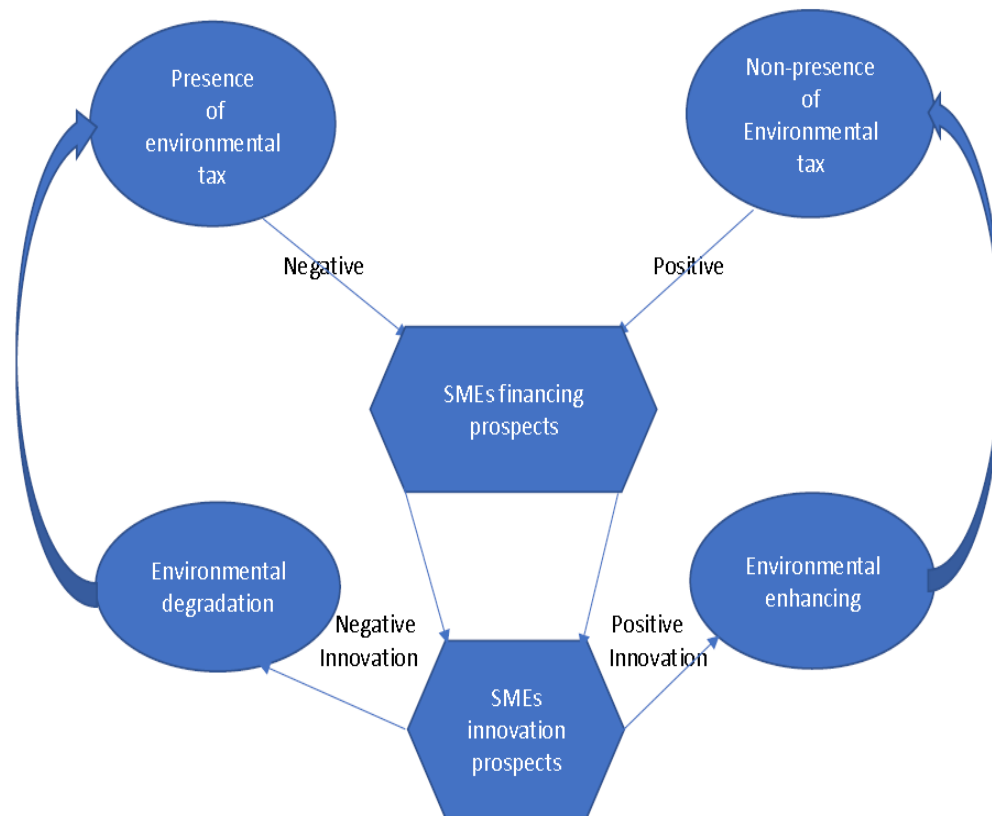 Presence
of
environmental
tax
Non-presence
of
Environmental
tax
Negative
Positive
SMEs financing
prospects
Environmental
degradation
Environmental
enhancing
Negative
Innovation
Positive
Innovation
SMEs
innovation
prospects